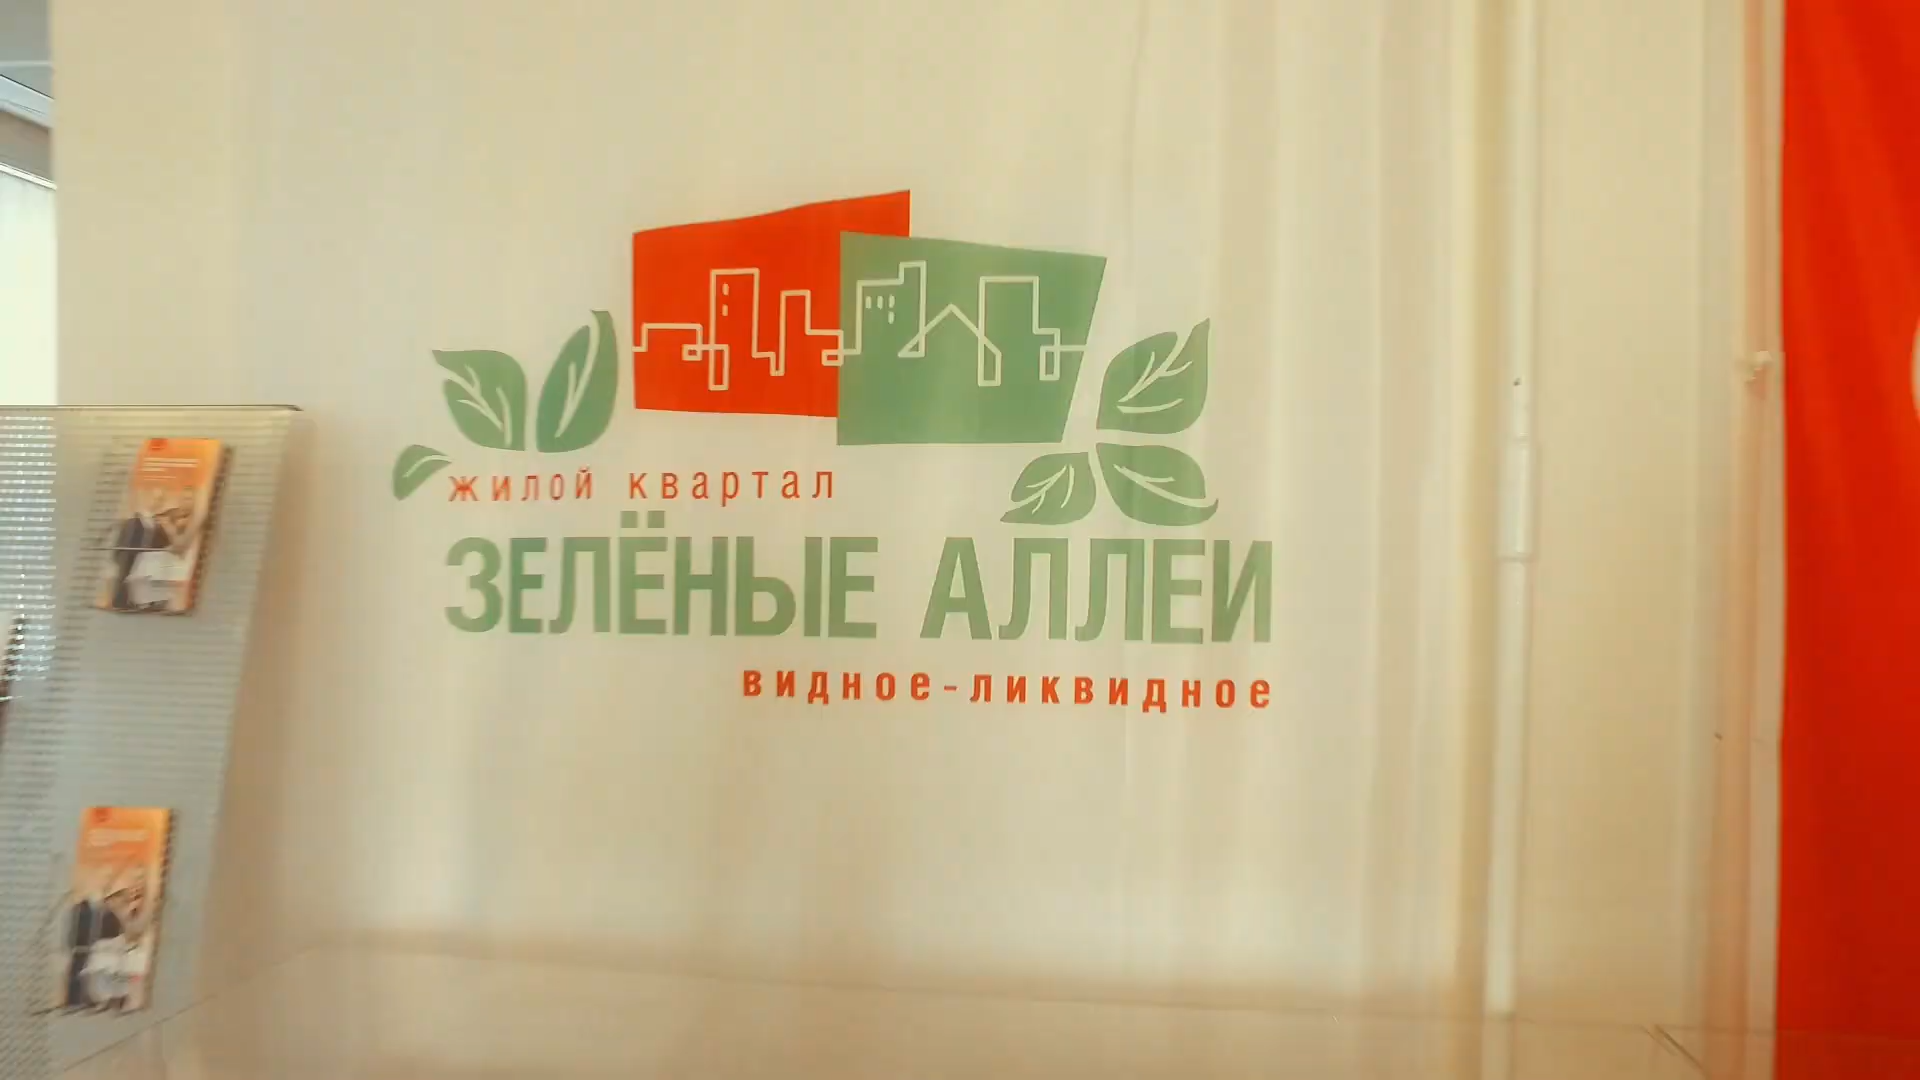 жилой квартал
ЗЕЛЁНЫЕ АЛЛЕИ
видное-ликвидное